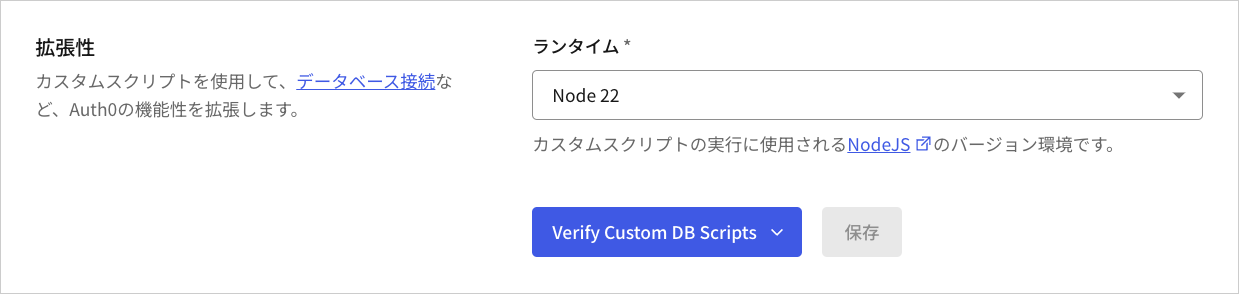 拡張性
カスタムスクリプトを使用して、データベース接続な
ど、Auth0の機能性を拡張します。
ランタイム *
Node 22
カスタムスクリプトの実行に使用されるNodeJSのバージョン環境です。
Verify Custom DB Scripts
保存